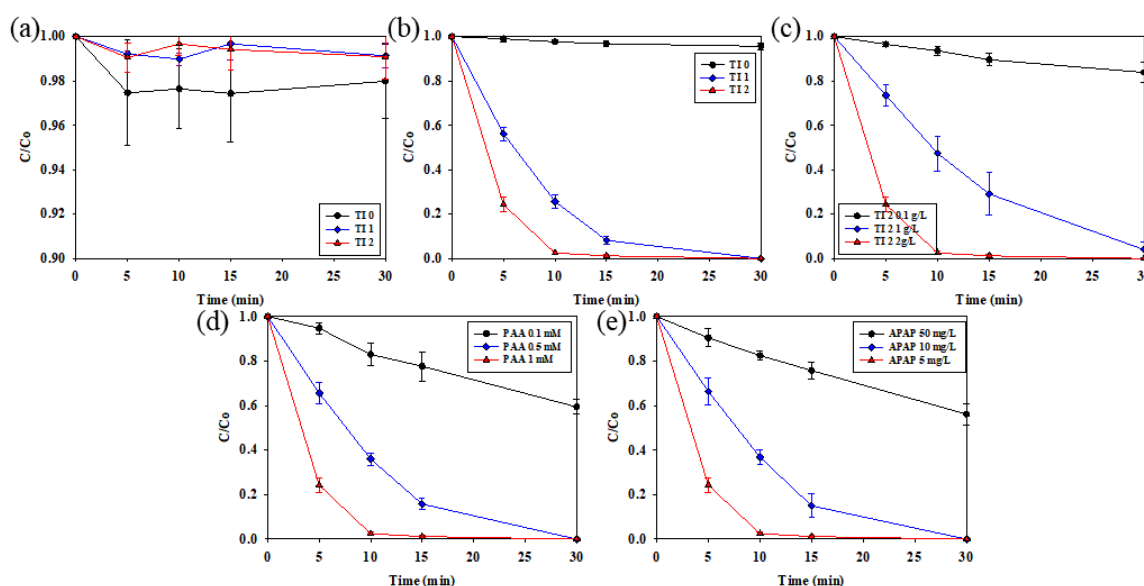 (a)
1.00
0.98
0.96
0.94
0.92
0.90
C/Co
TI 0
TI 1
TI 2
0 5 10 15 20 25 30
Time (min)
(b)
1.0
0.8
0.6
0.4
0.2
0.0
C/Co
TI 0
TI 1
TI 2
0 5 10 15 20 25 30
Time (min)
(c)
1.0
0.8
0.6
0.4
0.2
0.0
C/Co
TI 2 0.1 g/L
TI 2 1 g/L
TI 2 2g/L
0 5 10 15 20 25 30
Time (min)
(d)
1.0
0.8
0.6
0.4
0.2
0.0
C/Co
PAA 0.1 mM
PAA 0.5 mM
PAA 1 mM
0 5 10 15 20 25 30
Time (min)
(e)
1.0
0.8
0.6
0.4
0.2
0.0
C/Co
APAP 50 mg/L
APAP 10 mg/L
APAP 5 mg/L
0 5 10 15 20 25 30
Time (min)